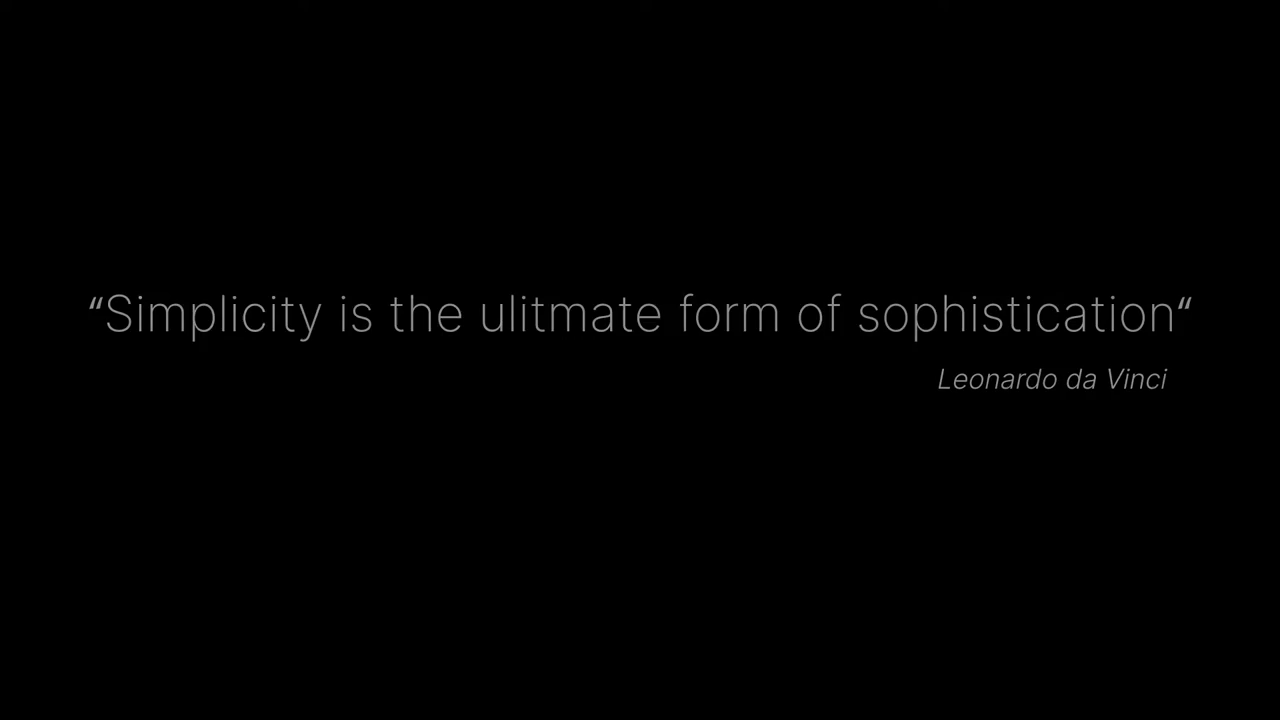 “Simplicity is the ulitmate form of sophistication“
Leonardo da Vinci